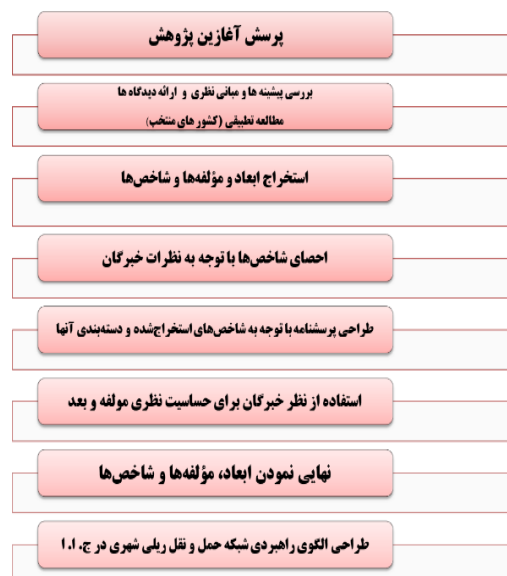 پرسش آغازین پژوهش
بررسی پیشینه ها و مبانی نظری و ارائه دیدگاه ها
مطالعه تطبیقی (کشور های منتخب)
استخراج ابعاد و مؤلفه‌ها و شاخص‌ها
احصای شاخص‌ها با توجه به نظرات خبرگان
طراحی پرسشنامه با توجه به شاخص‌های استخراج‌شده و دسته‌بندی آنها
استفاده از نظر خبرگان برای حساسیت نظری مولفه و بعد
نهایی نمودن ابعاد، مؤلفه‌ها و شاخص‌ها
طراحی الگوی راهبردی شبکه حمل و نقل ریلی شهری در ج. ا. ا